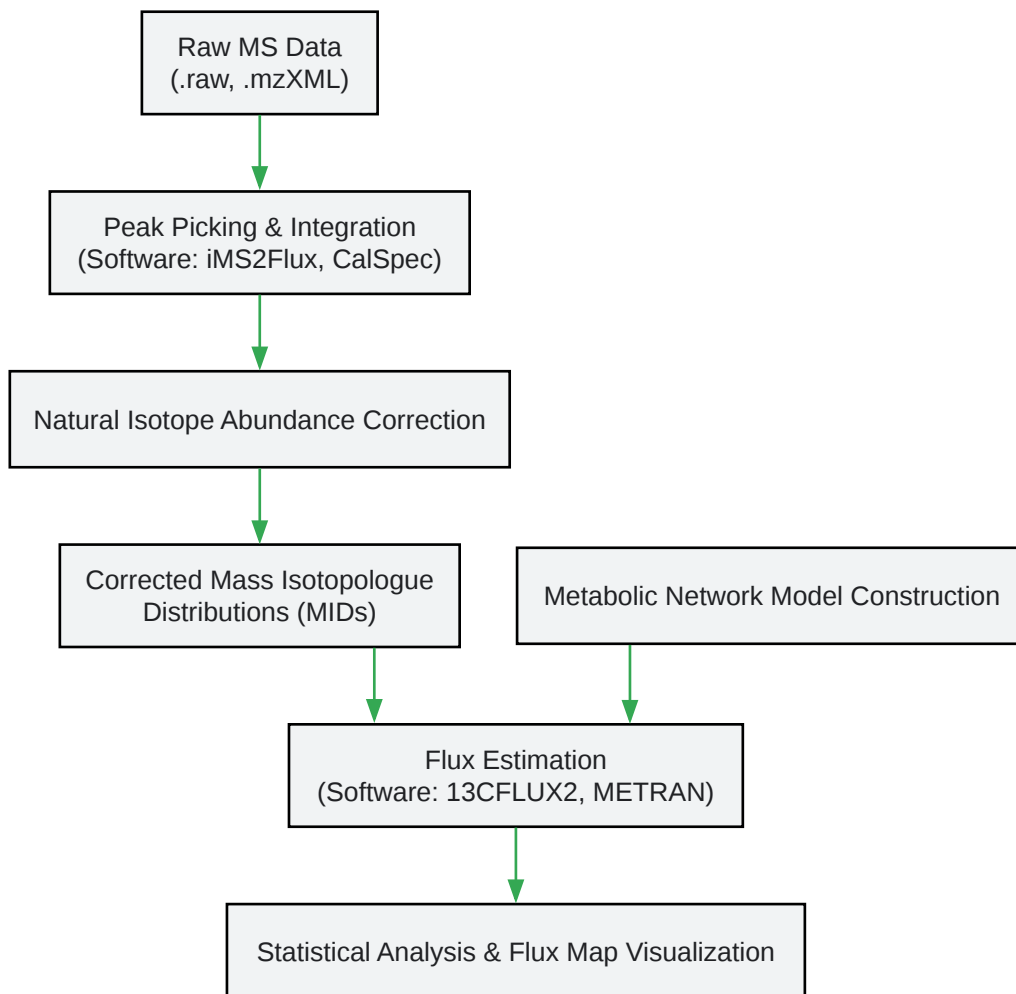 Raw MS Data
(.raw, .mzXML)
Peak Picking & Integration
(Software: iMS2Flux, CalSpec)
Natural Isotope Abundance Correction
Corrected Mass Isotopologue
Distributions (MIDs)
Metabolic Network Model Construction
Flux Estimation
(Software: 13CFLUX2, METRAN)
Statistical Analysis & Flux Map Visualization